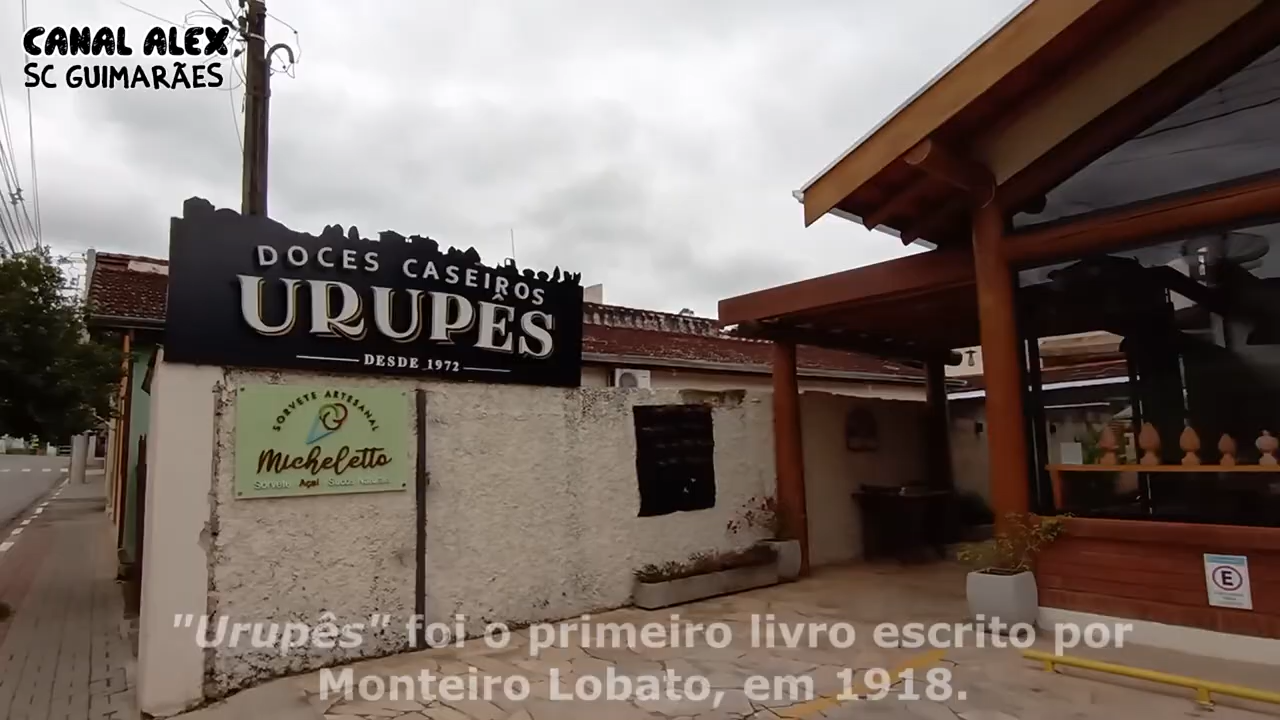 CANAL ALEX
SC GUIMARÃES
DOCES CASEIROS
URUPÊS
DESDE 1972
SORVETE ARTESANAL
Micheletto
Sorvete Açaí Sucos
E
"Urupês" foi o primeiro livro escrito por
Monteiro Lobato, em 1918.